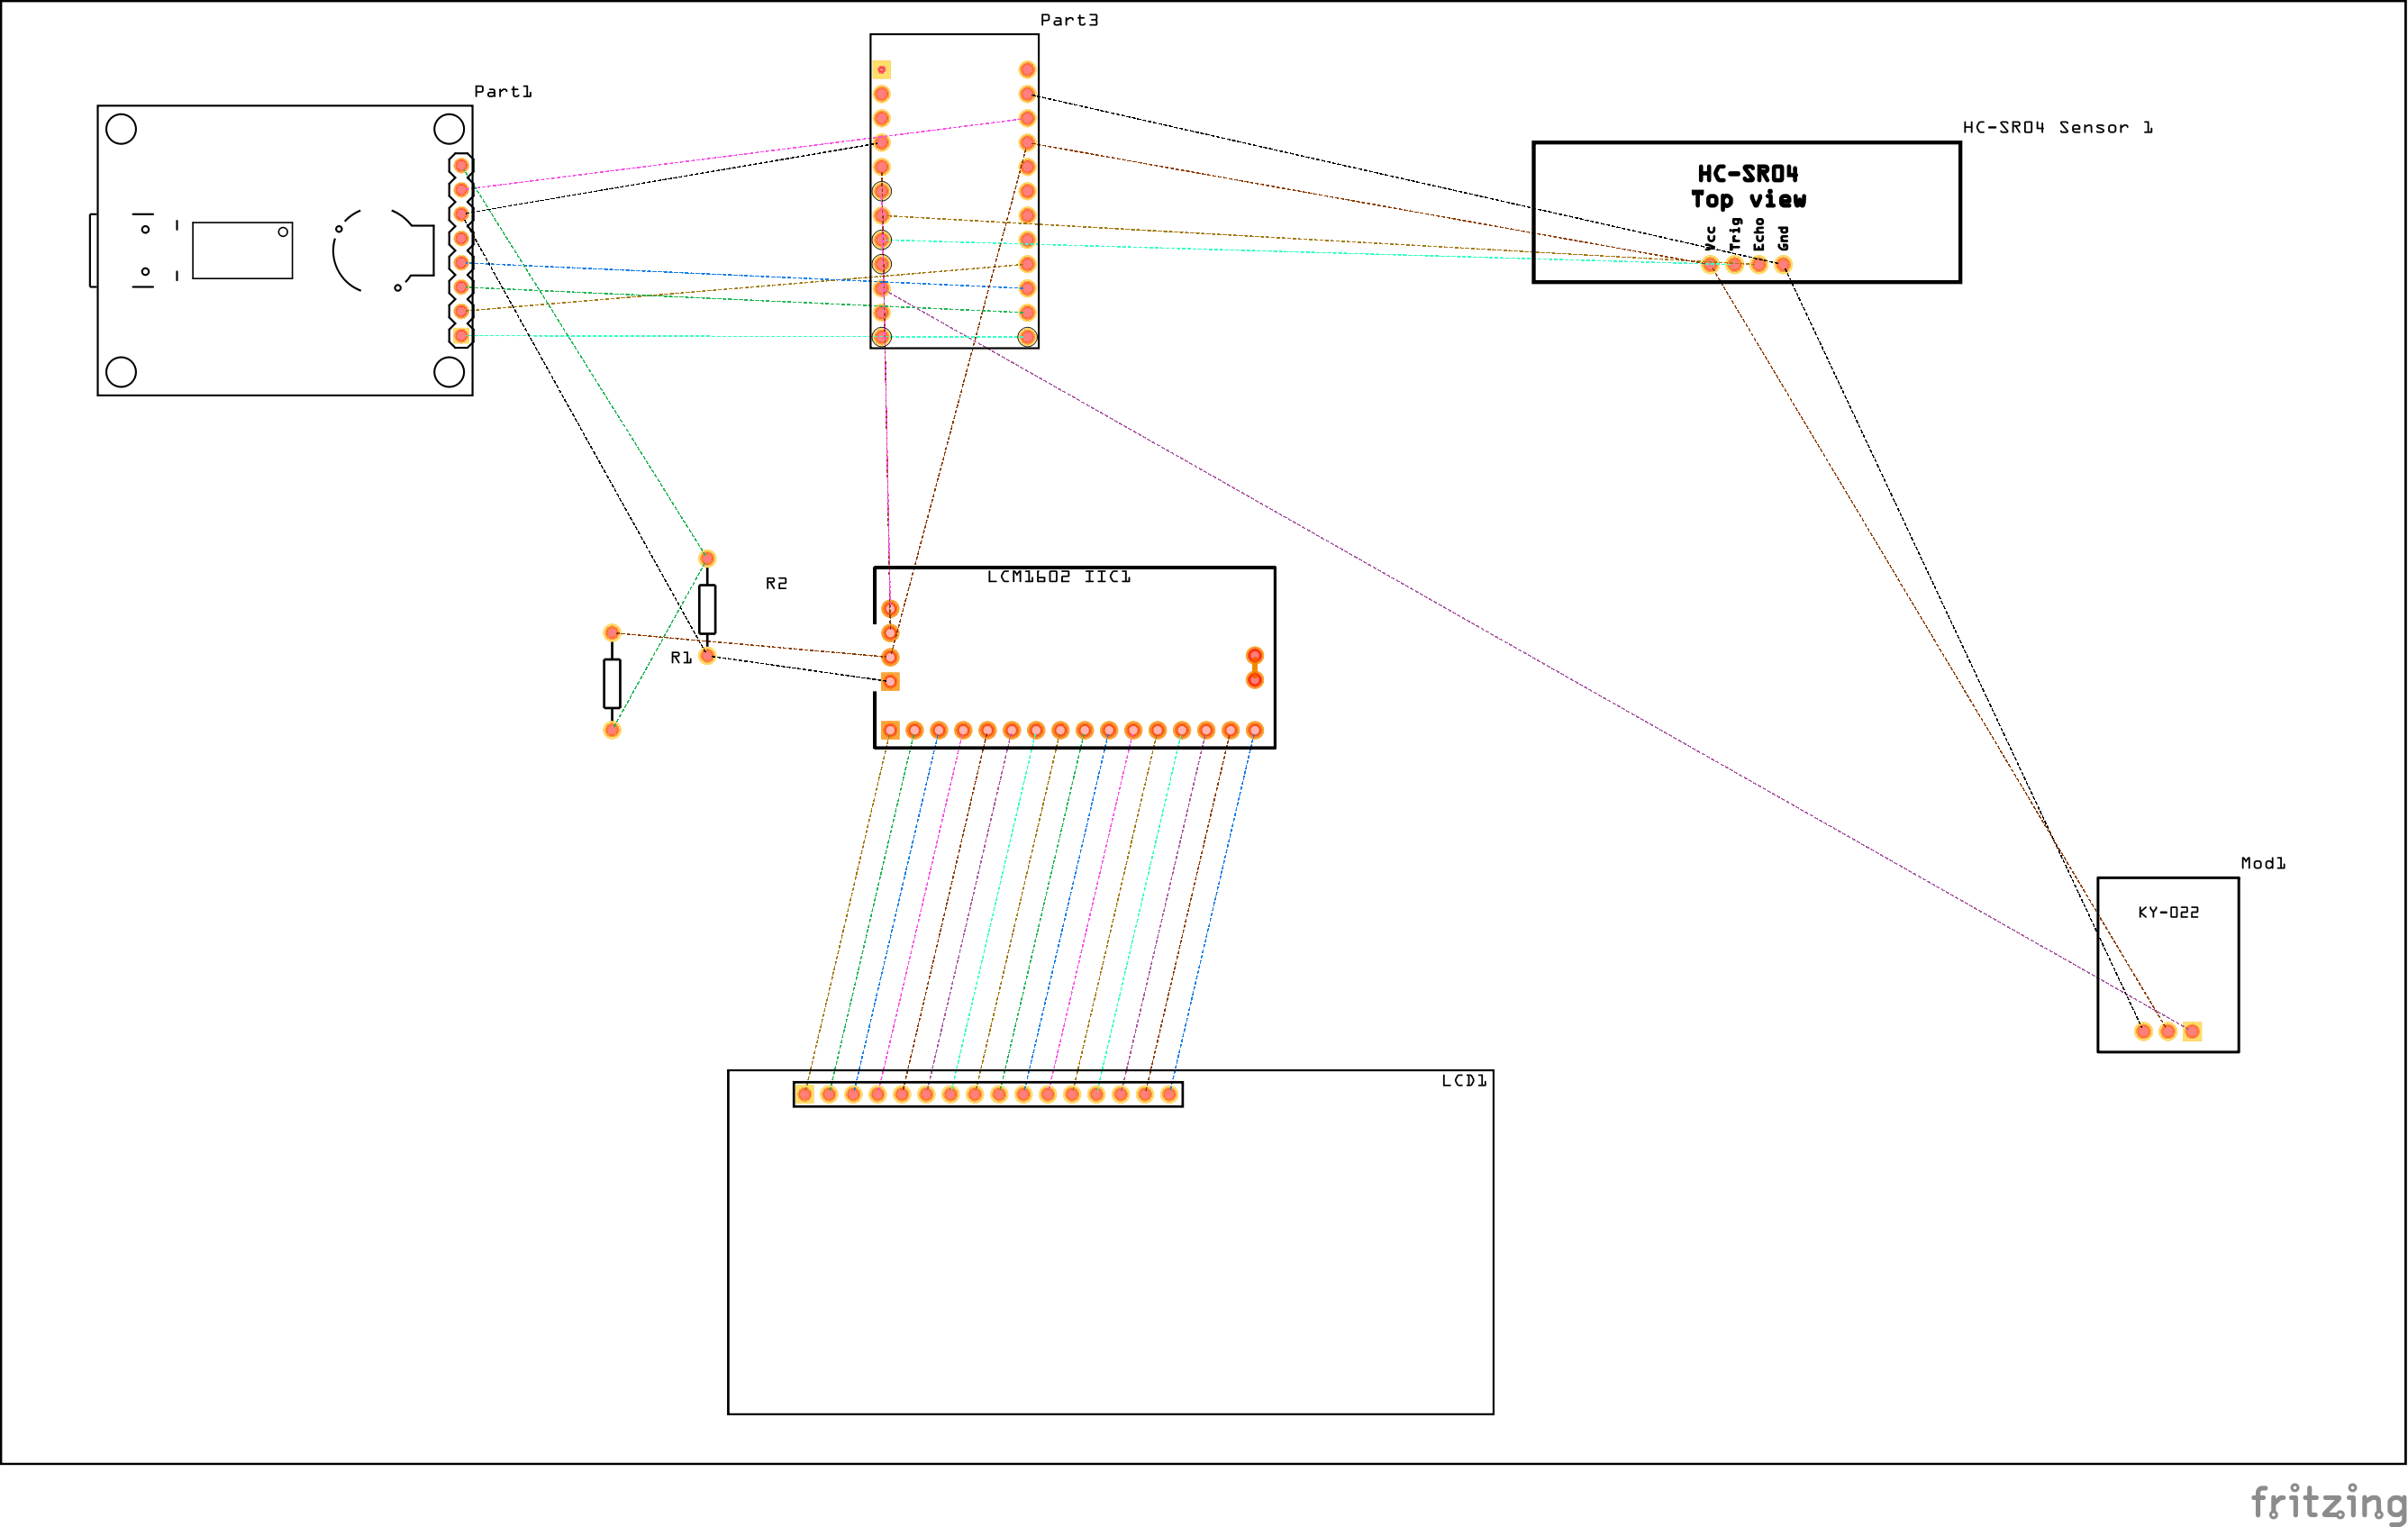 Part3
Part1
HC-SR04 Sensor 1
HC-SR04
Top view
Vcc
Trig
Echo
Gnd
LCM1602 IIC1
R2
R1
Mod1
KY-022
LCD1
fritzing